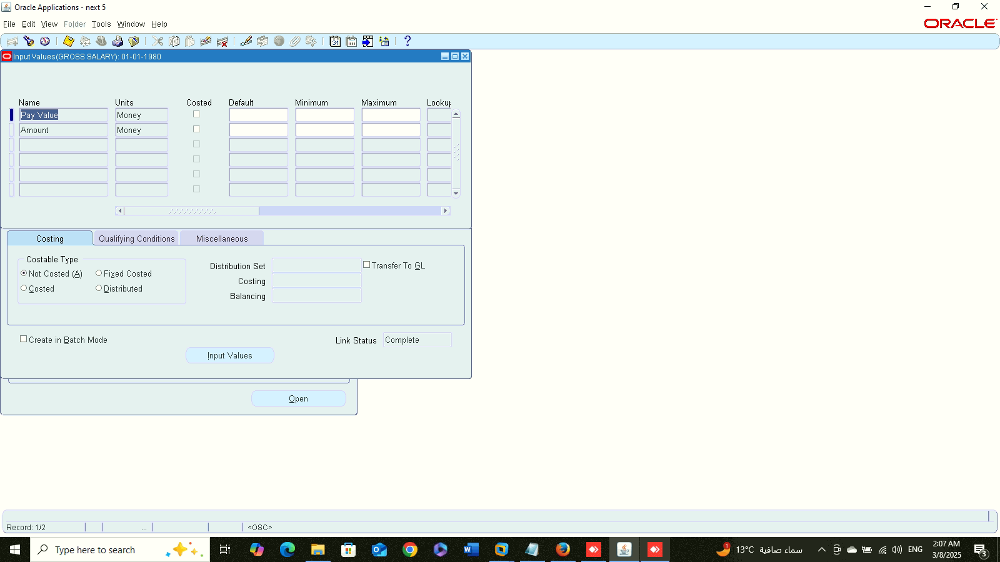 Oracle Applications - next 5
File Edit View Folder Tools Window Help
ORACLE
Input Values(GROSS SALARY): 01-01-1980
Name Units Costed Default Minimum Maximum Lookup
Pay Value Money
Amount Money
Costing Qualifying Conditions Miscellaneous
Costable Type
Not Costed (A) Fixed Costed
Costed Distributed
Distribution Set Transfer To GL
Costing
Balancing
Create in Batch Mode Link Status Complete
Input Values
Open
Record: 1/2 ... <OSC>
Type here to search
1 13°C سماء صافية ENG 2:07 AM
3/8/2025 3